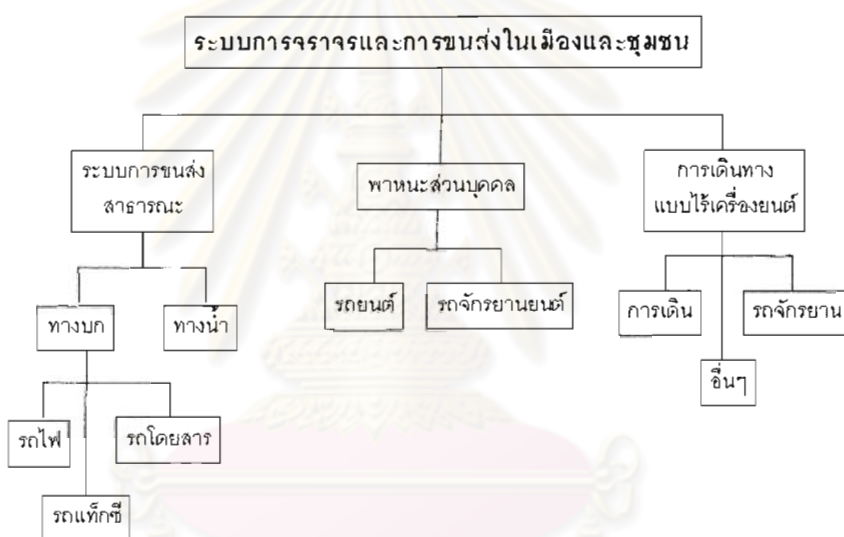 ระบบการจราจรและการขนส่งในเมืองและชุมชน
ระบบการขนส่ง
สาธารณะ
พาหนะส่วนบุคคล
การเดินทาง
แบบไร้เครื่องยนต์
ทางบก
ทางน้ำ
รถยนต์
รถจักรยานยนต์
การเดิน
รถจักรยาน
อื่นๆ
รถไฟ
รถโดยสาร
รถแท็กซี่